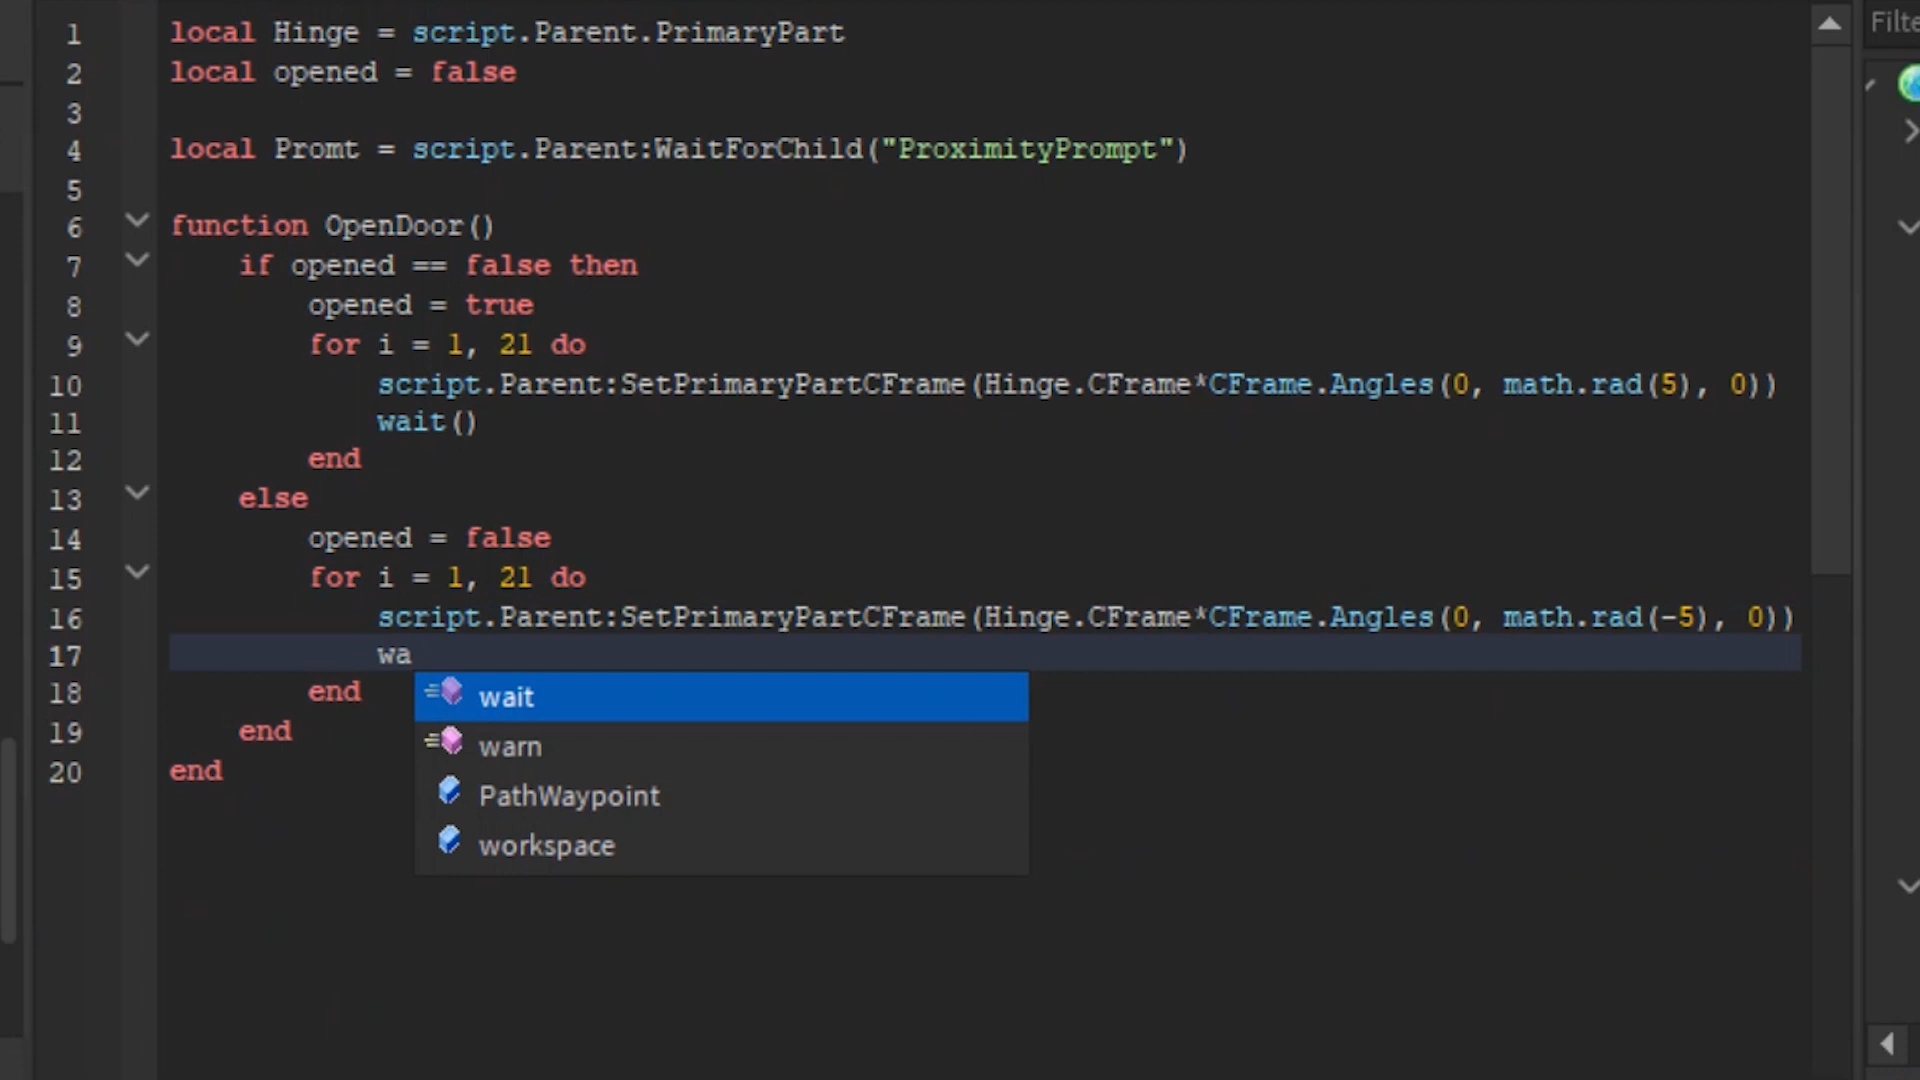 1 local Hinge = script.Parent.PrimaryPart
2 local opened = false
3
4 local Promt = script.Parent:WaitForChild("ProximityPrompt")
5
6 function OpenDoor()
7 if opened == false then
8 opened = true
9 for i = 1, 21 do
10 script.Parent:SetPrimaryPartCFrame(Hinge.CFrame*CFrame.Angles(0, math.rad(5), 0))
11 wait()
12 end
13 else
14 opened = false
15 for i = 1, 21 do
16 script.Parent:SetPrimaryPartCFrame(Hinge.CFrame*CFrame.Angles(0, math.rad(-5), 0))
17 wa
18 end
19 end
20 end
wait
warn
PathWaypoint
workspace
Filte